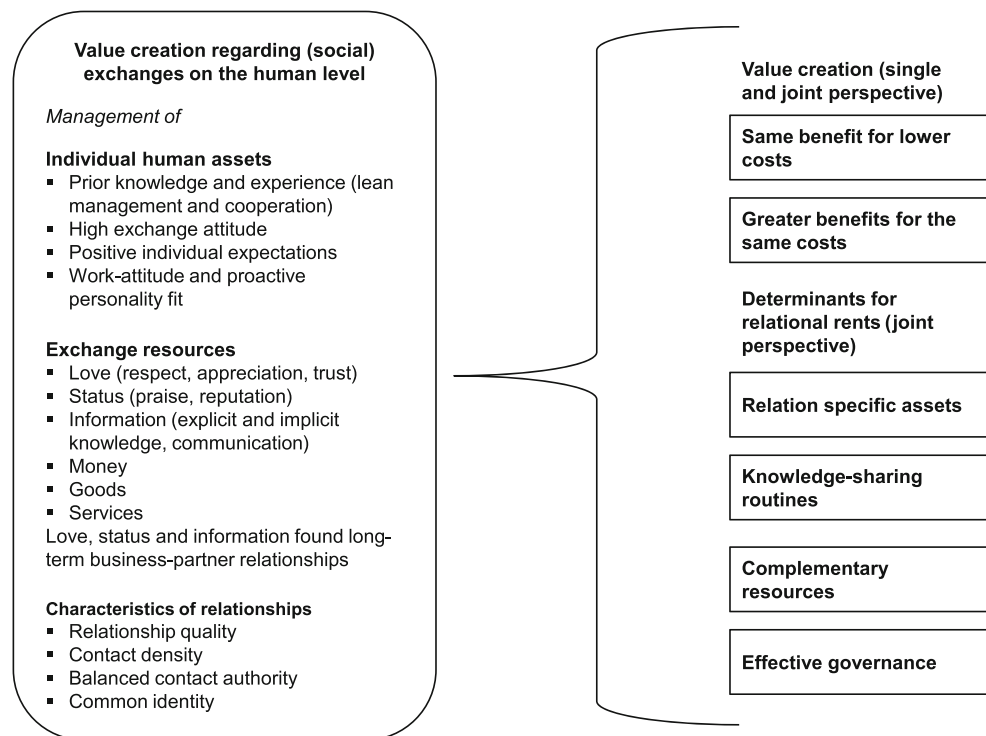 Value creation regarding (social)
exchanges on the human level
Management of
Individual human assets
▪ Prior knowledge and experience (lean
management and cooperation)
▪ High exchange attitude
▪ Positive individual expectations
▪ Work-attitude and proactive
personality fit
Exchange resources
▪ Love (respect, appreciation, trust)
▪ Status (praise, reputation)
▪ Information (explicit and implicit
knowledge, communication)
▪ Money
▪ Goods
▪ Services
Love, status and information found long-
term business-partner relationships
Characteristics of relationships
▪ Relationship quality
▪ Contact density
▪ Balanced contact authority
▪ Common identity
Value creation (single
and joint perspective)
Same benefit for lower
costs
Greater benefits for the
same costs
Determinants for
relational rents (joint
perspective)
Relation specific assets
Knowledge-sharing
routines
Complementary
resources
Effective governance